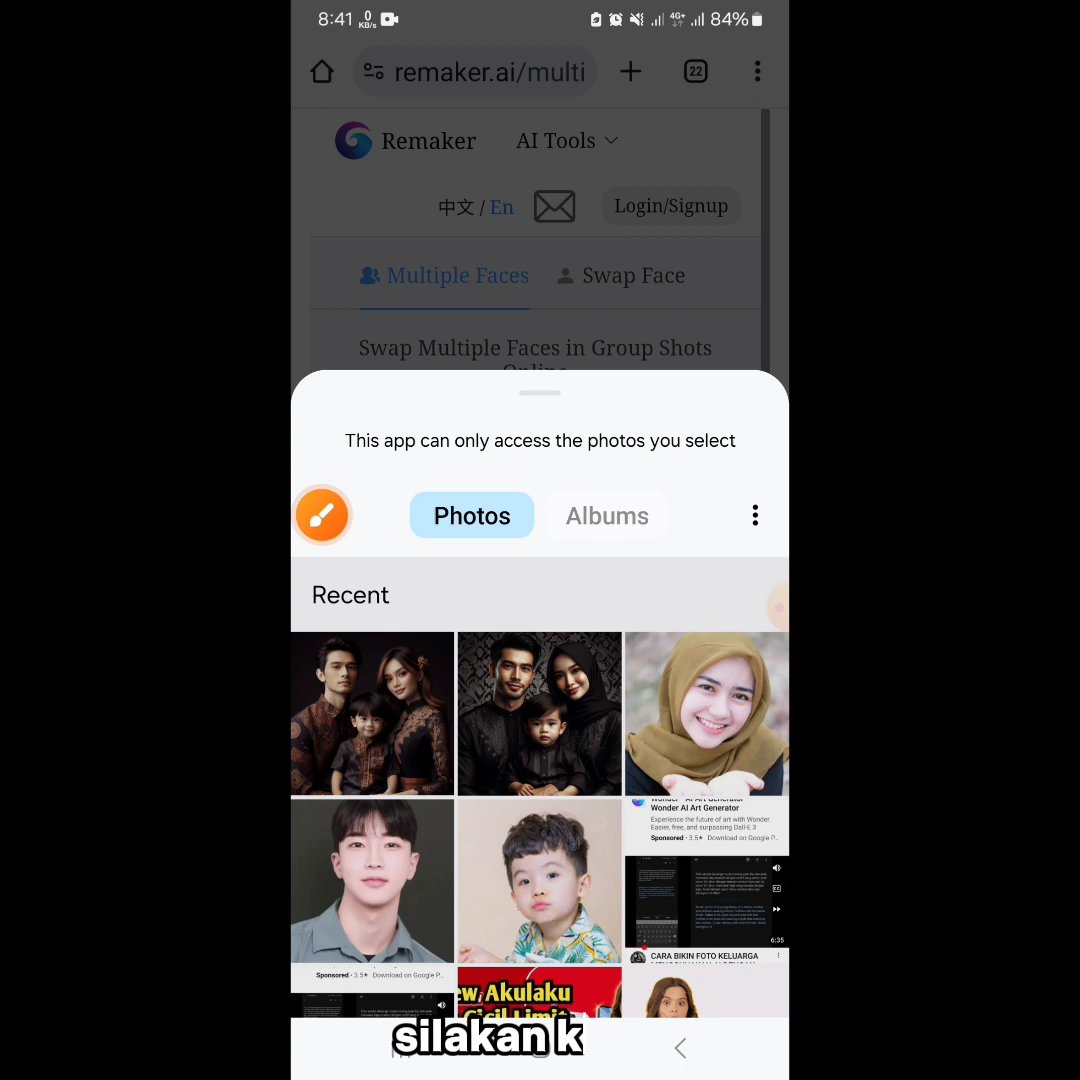 8:41 0 KB/s 4G+ 84%
remaker.ai/multi 22
Remaker AI Tools
中文 / En Login/Signup
Multiple Faces Swap Face
Swap Multiple Faces in Group Shots
Online
This app can only access the photos you select
Photos Albums
Recent
Wonder - AI Art Generator
Wonder AI Art Generator
Experience the future of art with Wonder.
Easier, free, and surpassing Dall-E 3
Sponsored · 3.5★ Download on Google P...
6:35
CARA BIKIN FOTO KELUARGA
Sponsored · 3.5★ Download on Google P...
ew Akulaku
Cicil Limit
silakan k